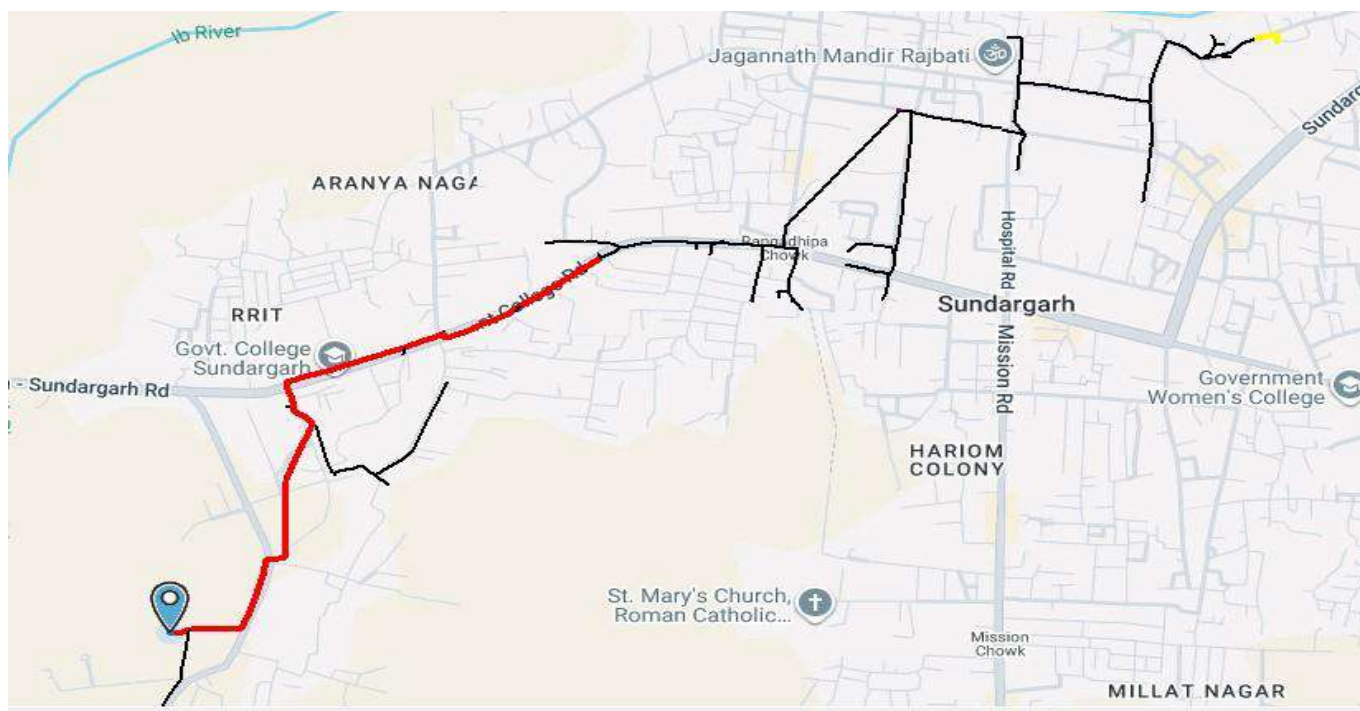 Ib River
Jagannath Mandir Rajbati
Sundarg
ARANYA NAGA
Hospital Rd
Chowk
Sundargarh
RRIT
Govt. College
Sundargarh
College Rd
- Sundargarh Rd
Mission Rd
Government
Women's College
HARIOM
COLONY
St. Mary's Church,
Roman Catholic...
Mission
Chowk
MILLAT NAGAR